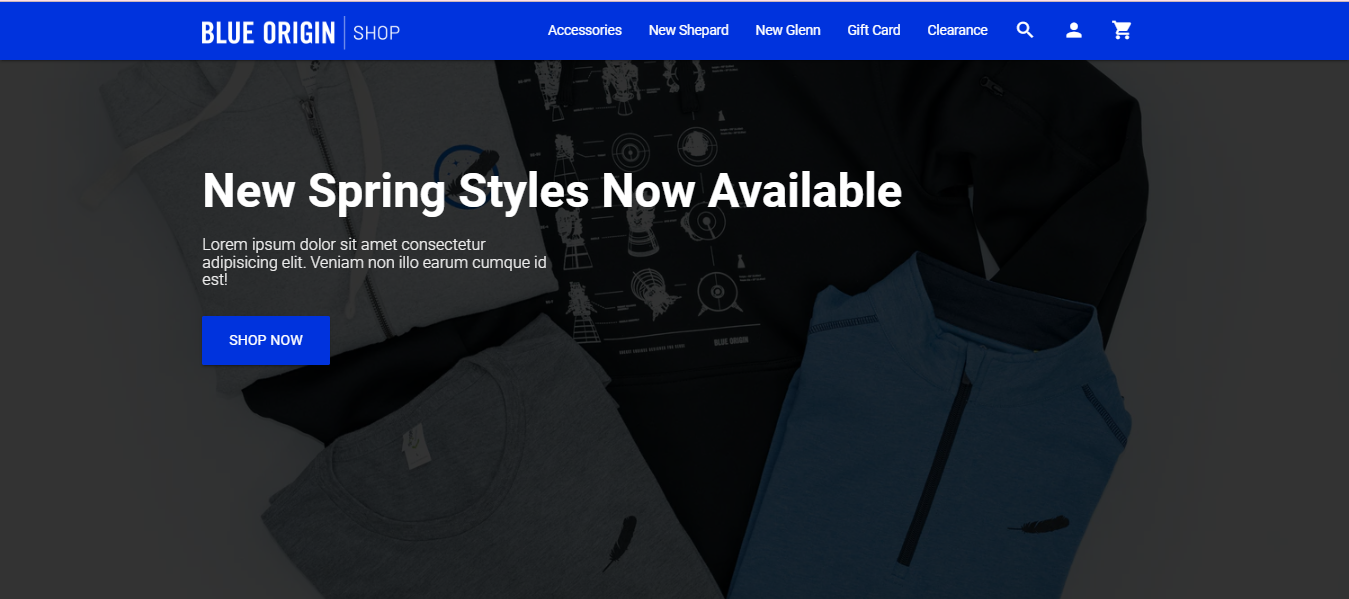 BLUE ORIGIN SHOP
Accessories New Shepard New Glenn Gift Card Clearance
New Spring Styles Now Available
Lorem ipsum dolor sit amet consectetur
adipisicing elit. Veniam non illo earum cumque id
est!
SHOP NOW
BLUE ORIGIN